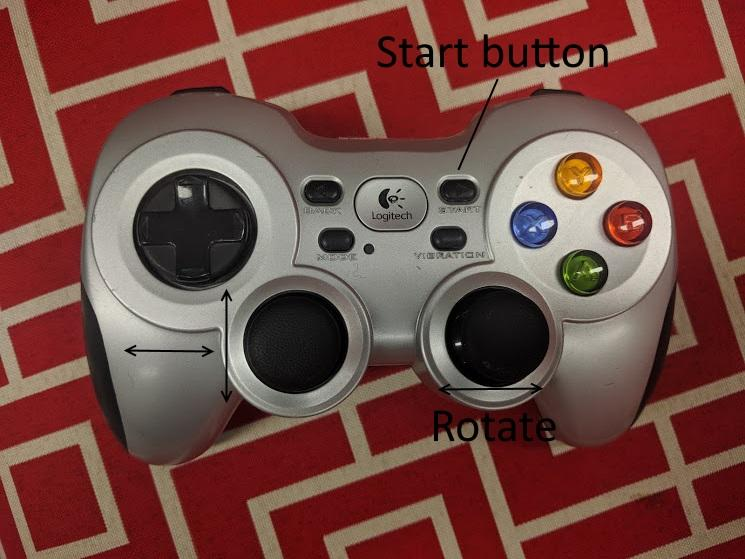 Start button
BACK
Logitech
START
MODE
VIBRATION
Y
X
B
A
Rotate